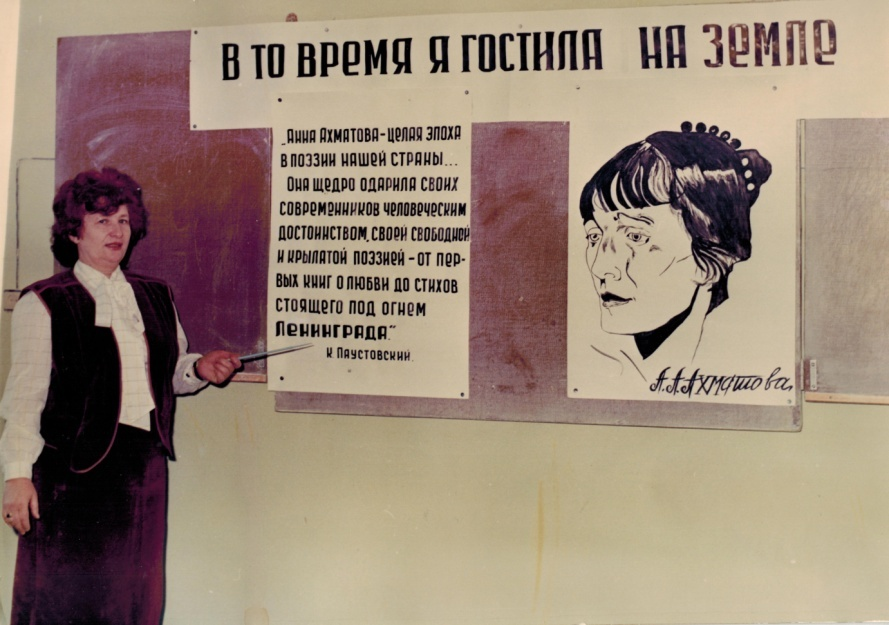 В ТО ВРЕМЯ Я ГОСТИЛА НА ЗЕМЛЕ
„Анна Ахматова-целая эпоха
в поэзии нашей страны...
Она щедро одарила своих
современников человеческим
достоинством, своей свободной
и крылатой поэзией - от пер-
вых книг о любви до стихов
стоящего под огнем
Ленинграда."
К. Паустовский.
А.А.Ахматова